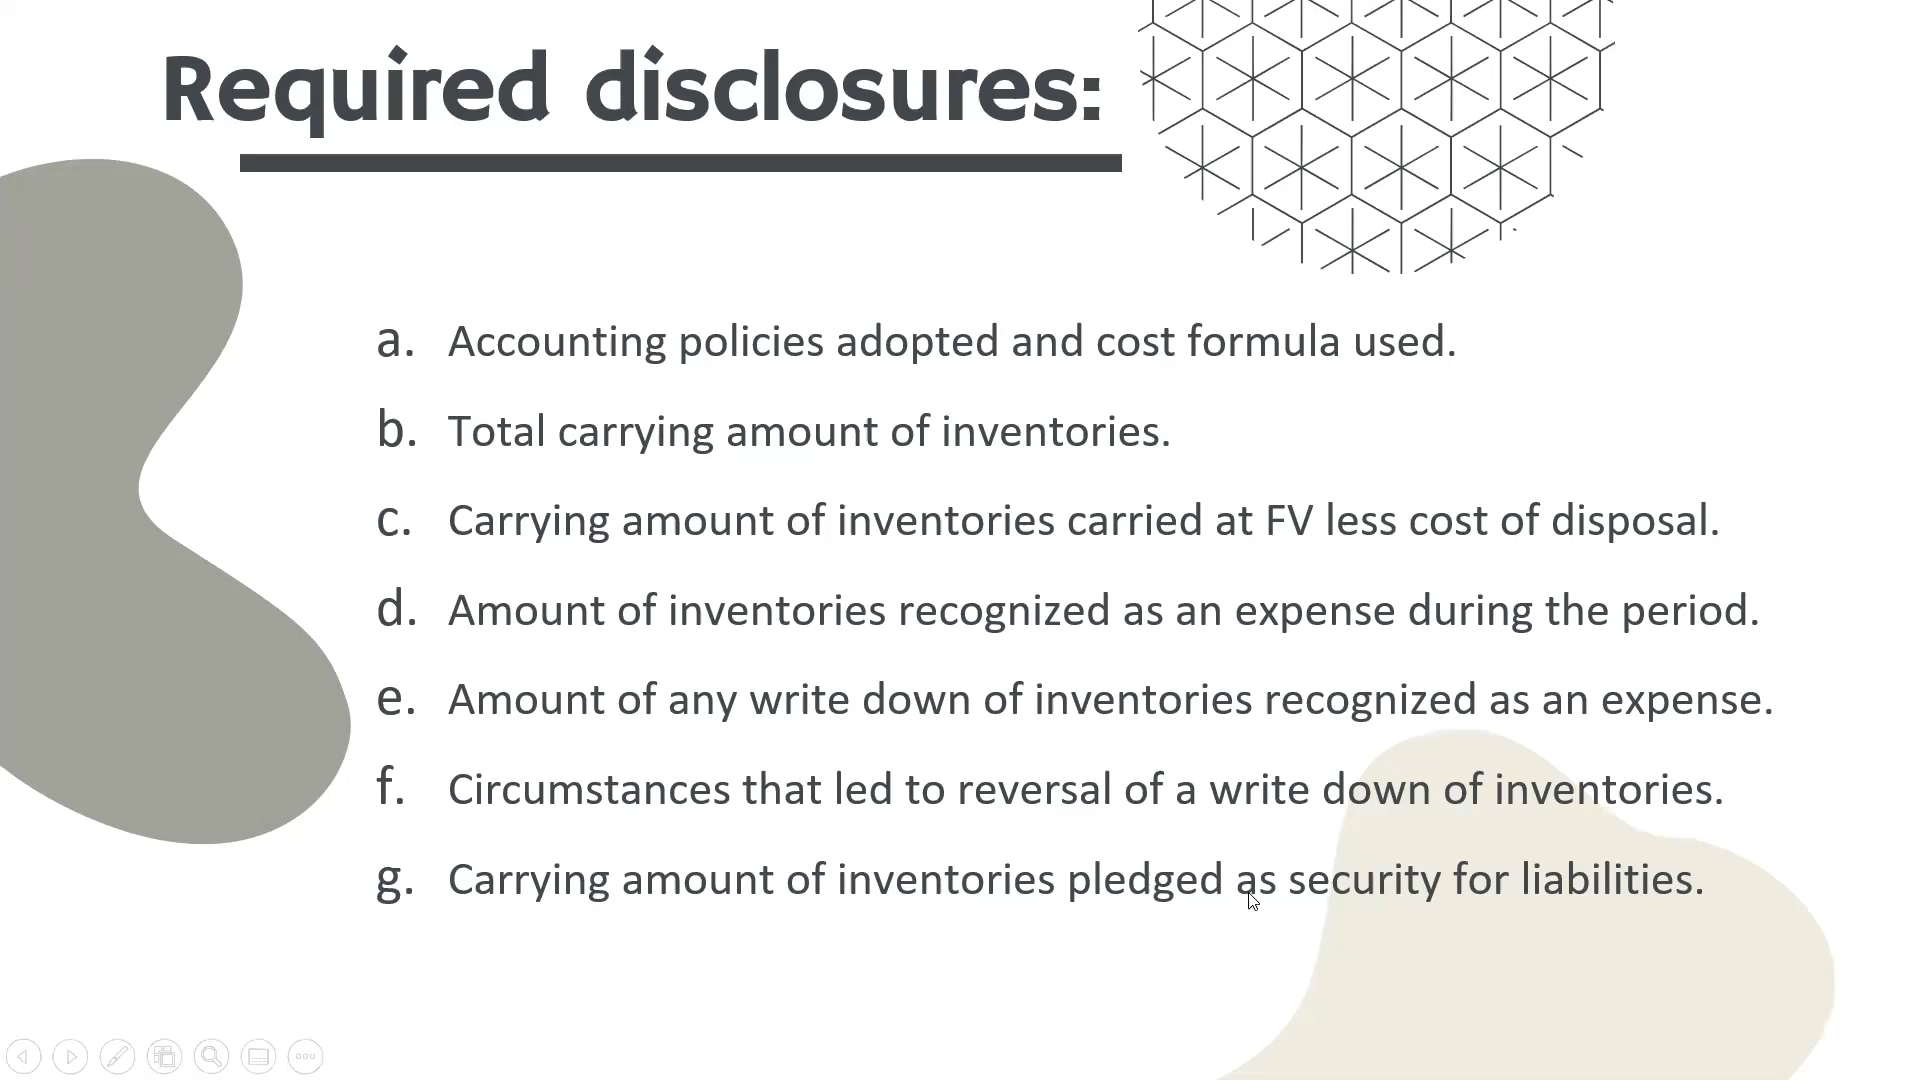 Required disclosures:
a. Accounting policies adopted and cost formula used.
b. Total carrying amount of inventories.
c. Carrying amount of inventories carried at FV less cost of disposal.
d. Amount of inventories recognized as an expense during the period.
e. Amount of any write down of inventories recognized as an expense.
f. Circumstances that led to reversal of a write down of inventories.
g. Carrying amount of inventories pledged as security for liabilities.